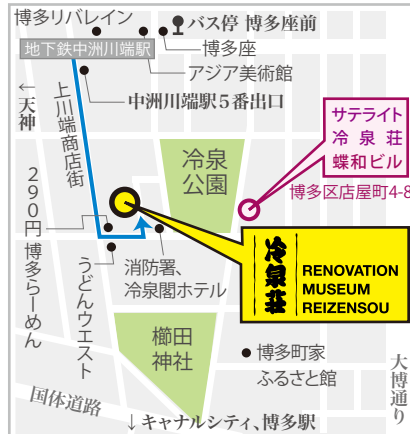 博多リバレイン
バス停 博多座前
地下鉄中洲川端駅
博多座
アジア美術館
中洲川端駅5番出口
←天神
上川端商店街
サテライト
冷泉荘
蝶和ビル
博多区店屋町4-8
冷泉
公園
290円 博多らーめん
うどんウエスト
消防署、
冷泉閣ホテル
冷泉荘
RENOVATION
MUSEUM
REIZENSOU
櫛田
神社
博多町家
ふるさと館
大博通り
国体道路
↓キャナルシティ、博多駅